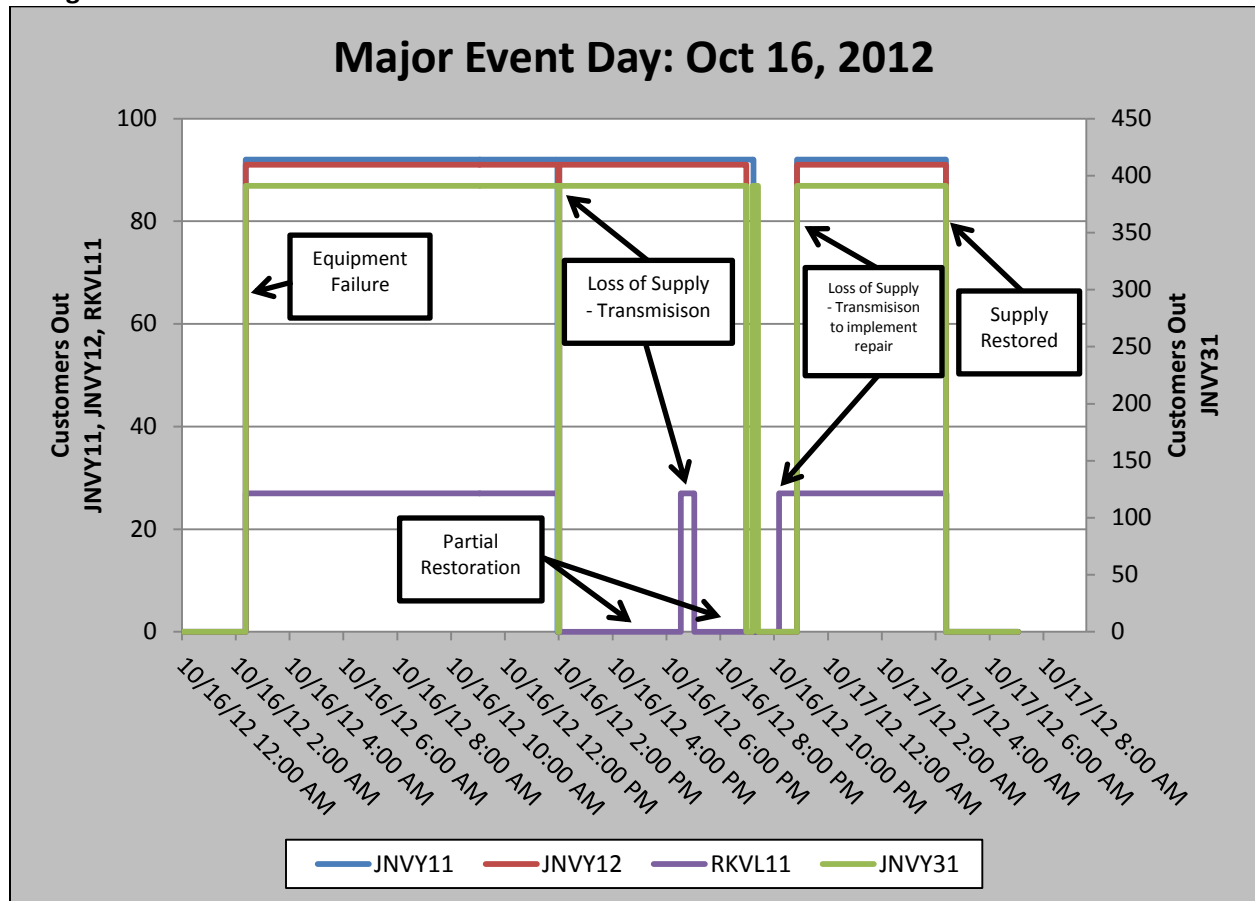 Major Event Day: Oct 16, 2012
100
80
60
40
20
0
450
400
350
300
250
200
150
100
50
0
Customers Out
JNVY11, JNVY12, RKVL11
Customers Out
JNVY31
Equipment
Failure
Loss of Supply
- Transmisison
Loss of Supply
- Transmisison
to implement
repair
Supply
Restored
Partial
Restoration
10/16/12 12:00 AM
10/16/12 2:00 AM
10/16/12 4:00 AM
10/16/12 6:00 AM
10/16/12 8:00 AM
10/16/12 10:00 AM
10/16/12 12:00 PM
10/16/12 2:00 PM
10/16/12 4:00 PM
10/16/12 6:00 PM
10/16/12 8:00 PM
10/16/12 10:00 PM
10/17/12 12:00 AM
10/17/12 2:00 AM
10/17/12 4:00 AM
10/17/12 6:00 AM
10/17/12 8:00 AM
JNVY11
JNVY12
RKVL11
JNVY31